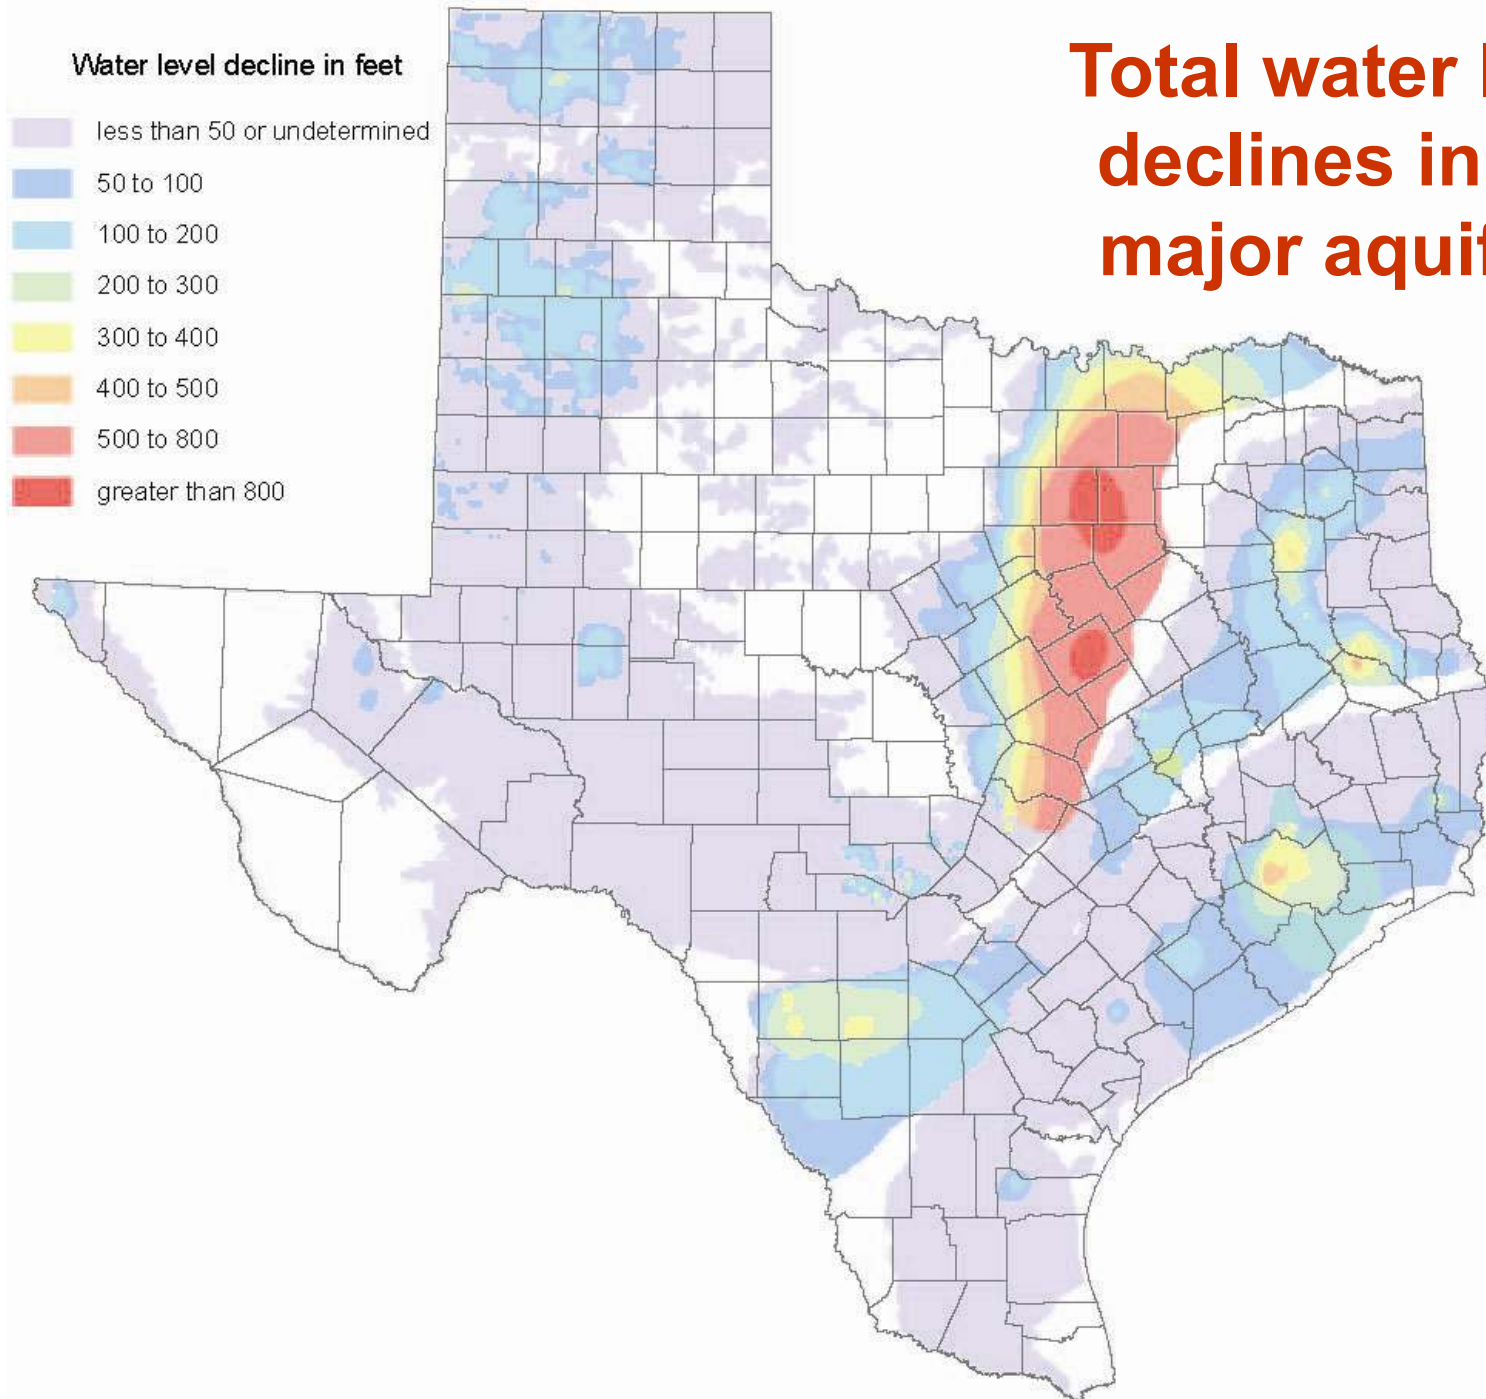 Total water
declines in
major
Water level decline in feet
less than 50 or undetermined
50 to 100
100 to 200
200 to 300
300 to 400
400 to 500
500 to 800
greater than 800